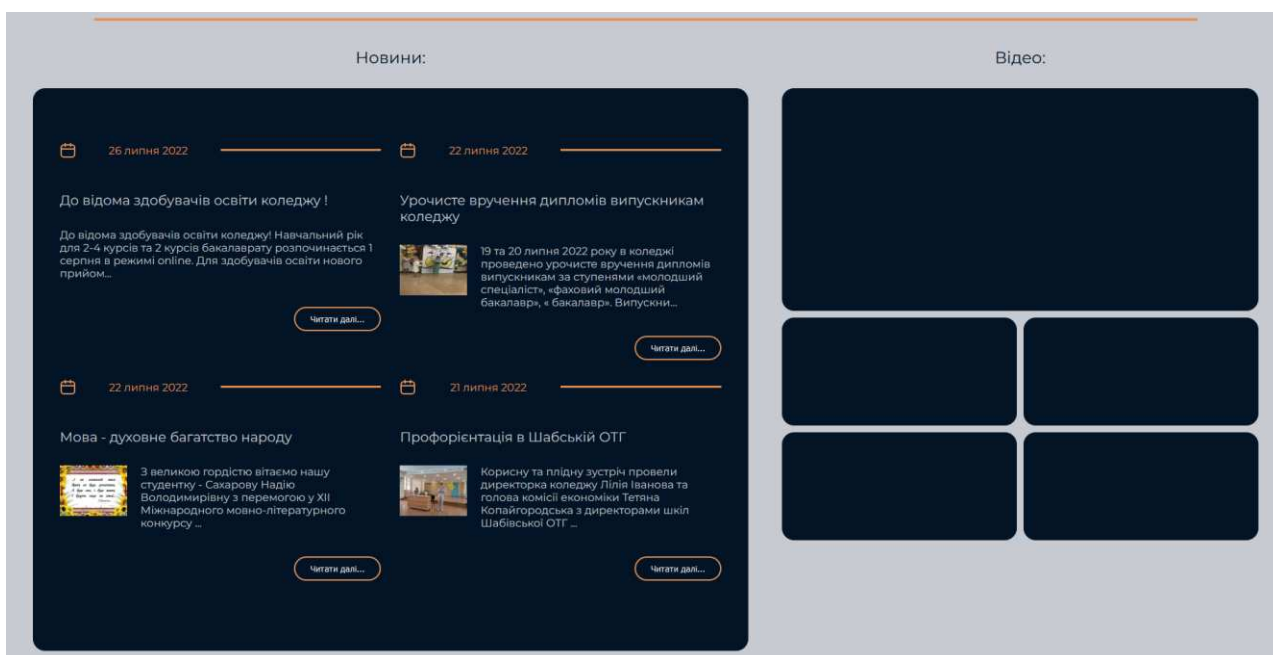 Новини:
Відео:
26 липня 2022
До відома здобувачів освіти коледжу !
До відома здобувачів освіти коледжу! Навчальний рік
для 2-4 курсів та 2 курсів бакалаврату розпочинається 1
серпня в режимі online. Для здобувачів освіти нового
прийом...
Читати далі...
22 липня 2022
Урочисте вручення дипломів випускникам
коледжу
19 та 20 липня 2022 року в коледжі
проведено урочисте вручення дипломів
випускникам за ступенями «молодший
спеціаліст», «фаховий молодший
бакалавр», « бакалавр». Випускни...
Читати далі...
22 липня 2022
Мова - духовне багатство народу
З великою гордістю вітаємо нашу
студентку - Сахарову Надію
Володимирівну з перемогою у XII
Міжнародного мовно-літературного
конкурсу ...
Читати далі...
21 липня 2022
Профорієнтація в Шабській ОТГ
Корисну та плідну зустріч провели
директорка коледжу Лілія Іванова та
голова комісії економіки Тетяна
Копайгородська з директорами шкіл
Шабівської ОТГ ...
Читати далі...